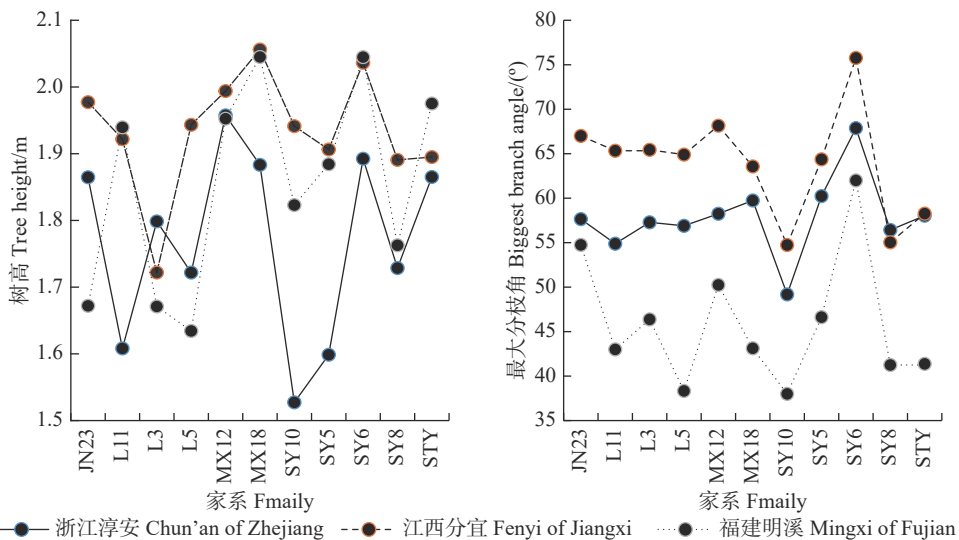 2.1
2.0
1.9
1.8
1.7
1.6
1.5
树高 Tree height/m
JN23
L11
L3
L5
MX12
MX18
SY10
SY5
SY6
SY8
STY
家系 Fmaily
80
75
70
65
60
55
50
45
40
35
最大分枝角 Biggest branch angle/(°)
JN23
L11
L3
L5
MX12
MX18
SY10
SY5
SY6
SY8
STY
家系 Fmaily
浙江淳安 Chun'an of Zhejiang 江西分宜 Fenyi of Jiangxi 福建明溪 Mingxi of Fujian